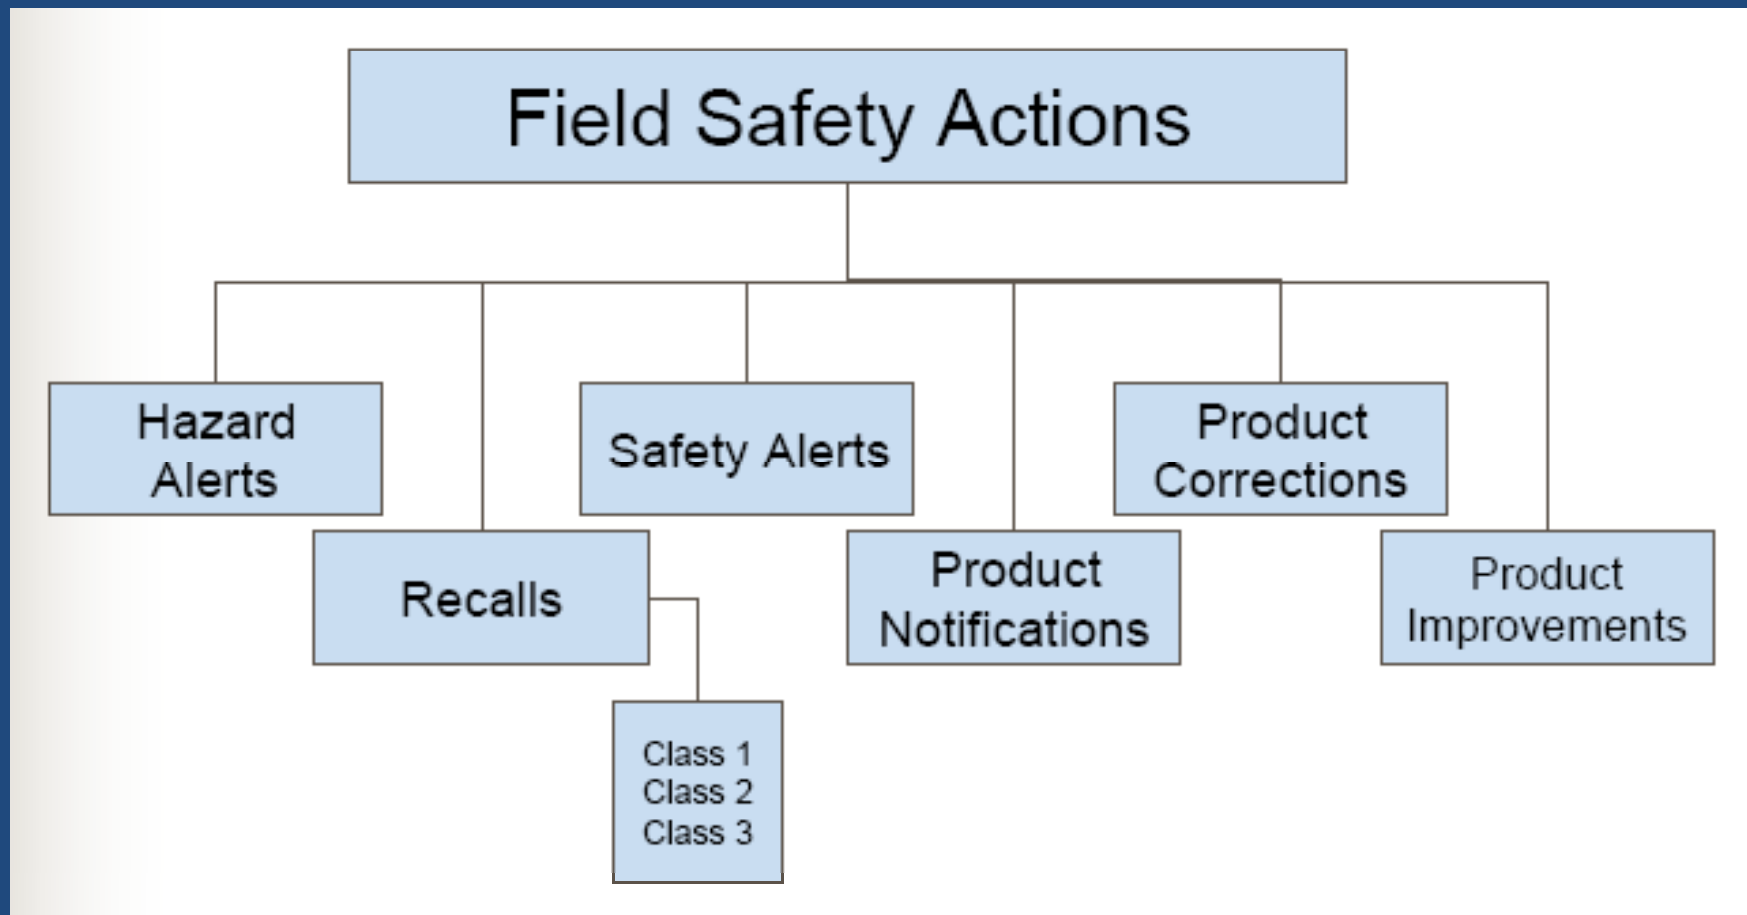 Field Safety Actions
Hazard
Alerts
Safety Alerts
Product
Corrections
Recalls
Product
Notifications
Product
Improvements
Class 1
Class 2
Class 3